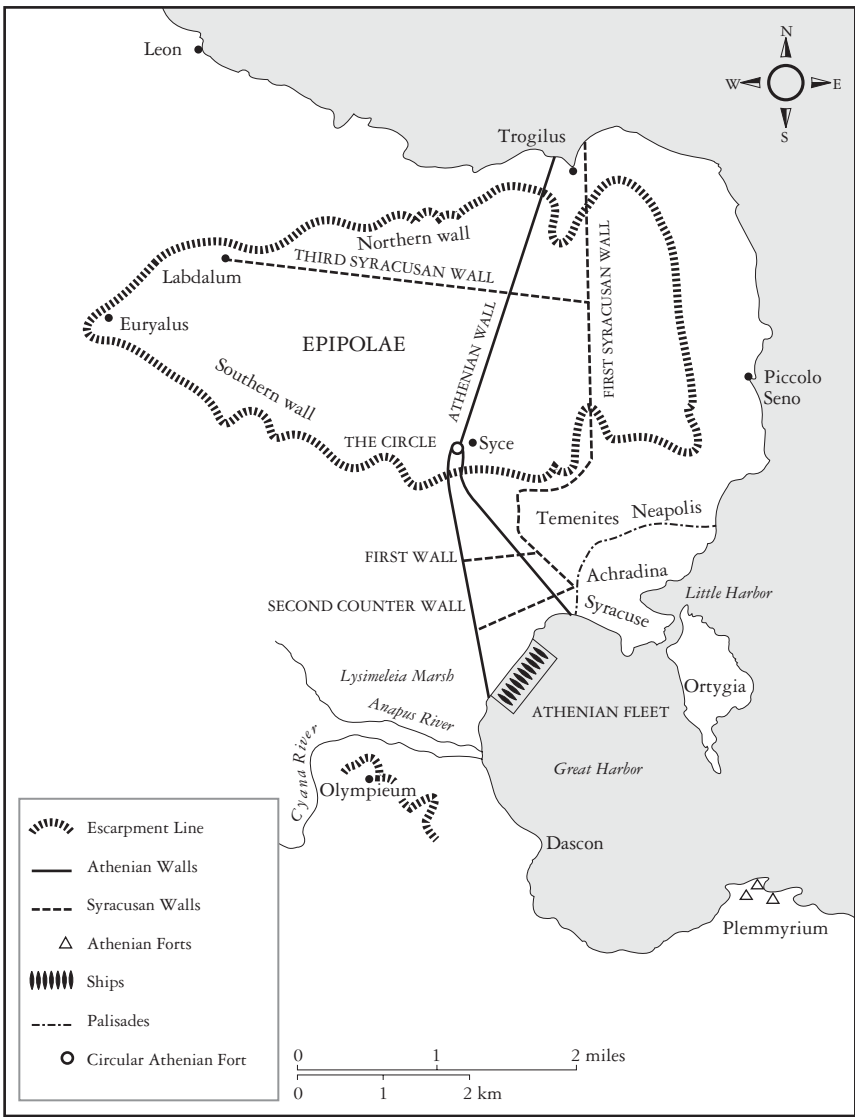 Leon
N
W
E
S
Trogilus
Northern wall
THIRD SYRACUSAN WALL
Labdalum
Euryalus
EPIPOLAE
ATHENIAN WALL
FIRST SYRACUSAN WALL
Piccolo
Seno
Southern wall
THE CIRCLE
Syce
Temenites
Neapolis
FIRST WALL
Achradina
SECOND COUNTER WALL
Syracuse
Little Harbor
Lysimeleia Marsh
Ortygia
Anapus River
ATHENIAN FLEET
Cyana River
Great Harbor
Olympieum
Dascon
Plemmyrium
Escarpment Line
Athenian Walls
Syracusan Walls
Athenian Forts
Ships
Palisades
Circular Athenian Fort
0 1 2 miles
0 1 2 km